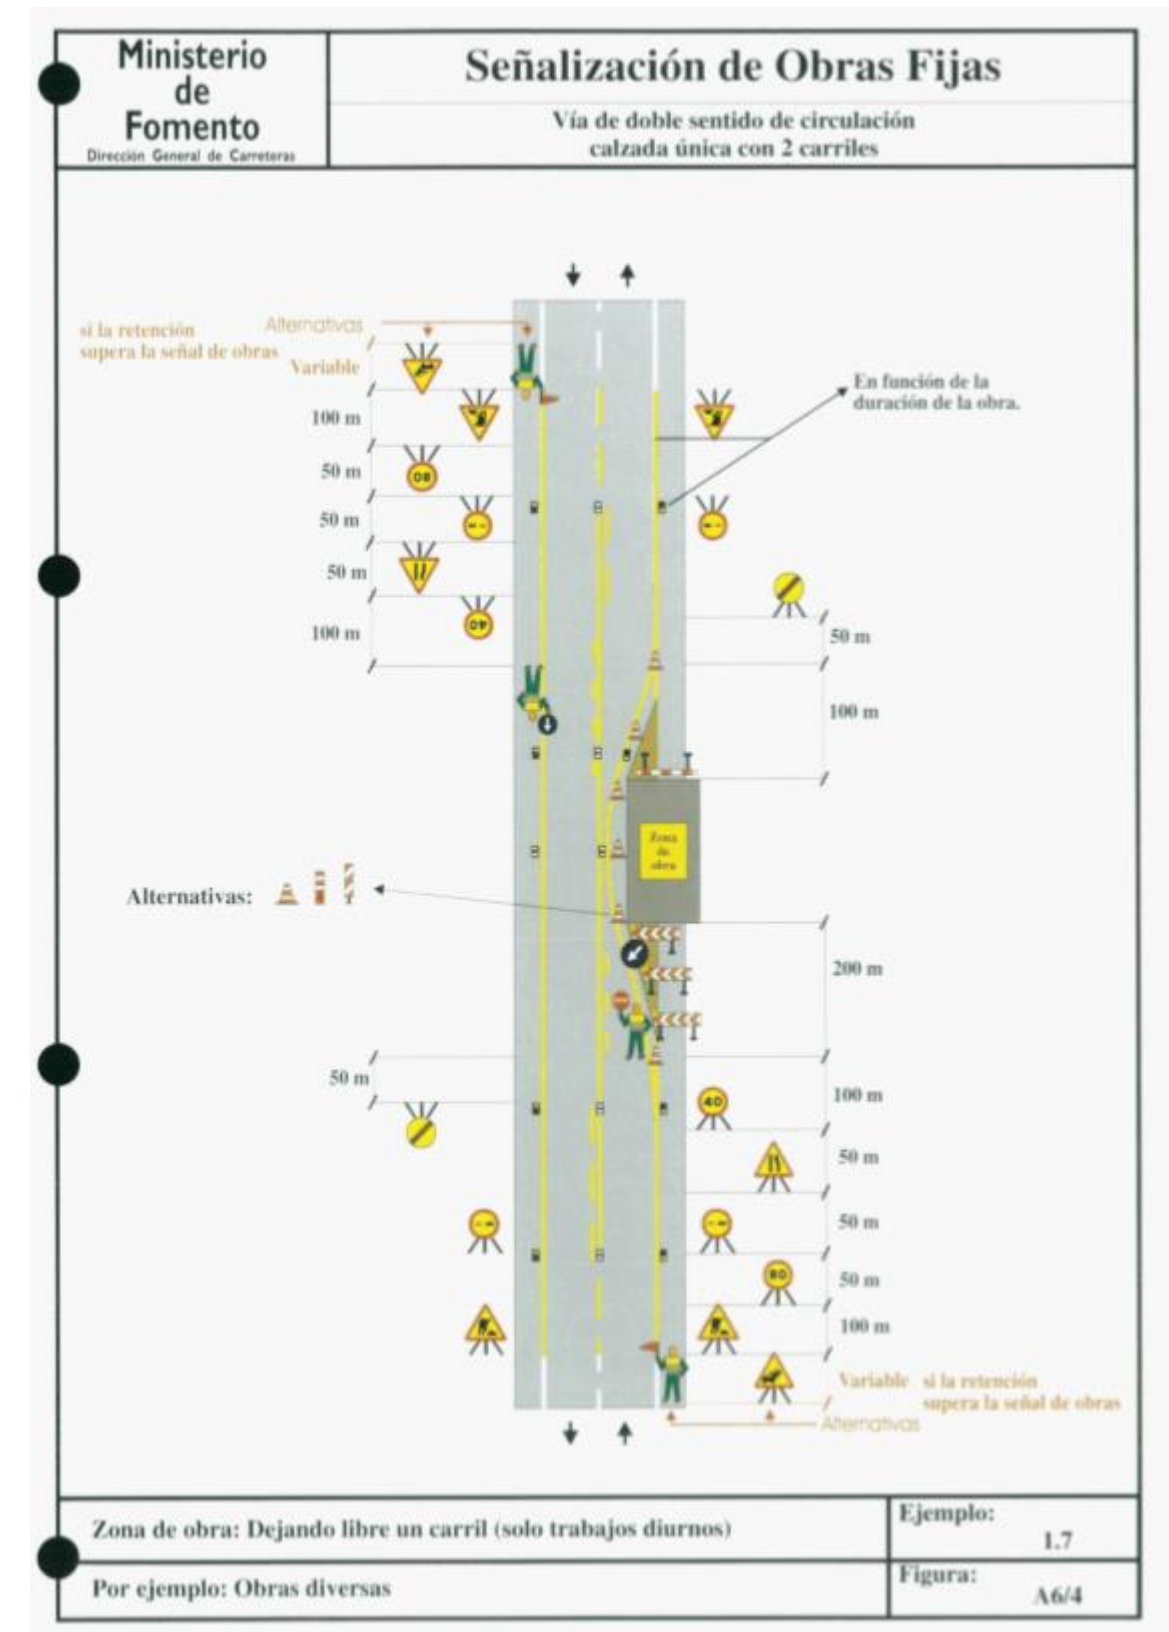 Ministerio
de
Fomento
Dirección General de Carreteras
Señalización de Obras Fijas
Vía de doble sentido de circulación
calzada única con 2 carriles
si la retención
supera la señal de obras
Alternativas
Variable
100 m
50 m
80
50 m
50 m
100 m
40
En función de la
duración de la obra.
50 m
100 m
Zona
de
obra
Alternativas:
200 m
50 m
100 m
40
50 m
50 m
80
50 m
100 m
Variable
si la retención
supera la señal de obras
Alternativas
Zona de obra: Dejando libre un carril (solo trabajos diurnos)
Ejemplo:
1.7
Por ejemplo: Obras diversas
Figura:
A6/4